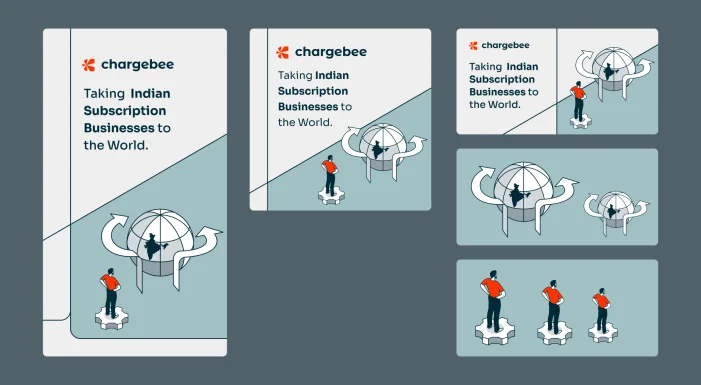 chargebee
Taking Indian
Subscription
Businesses to
the World.
chargebee
Taking Indian
Subscription
Businesses to
the World.
chargebee
Taking Indian
Subscription
Businesses to
the World.